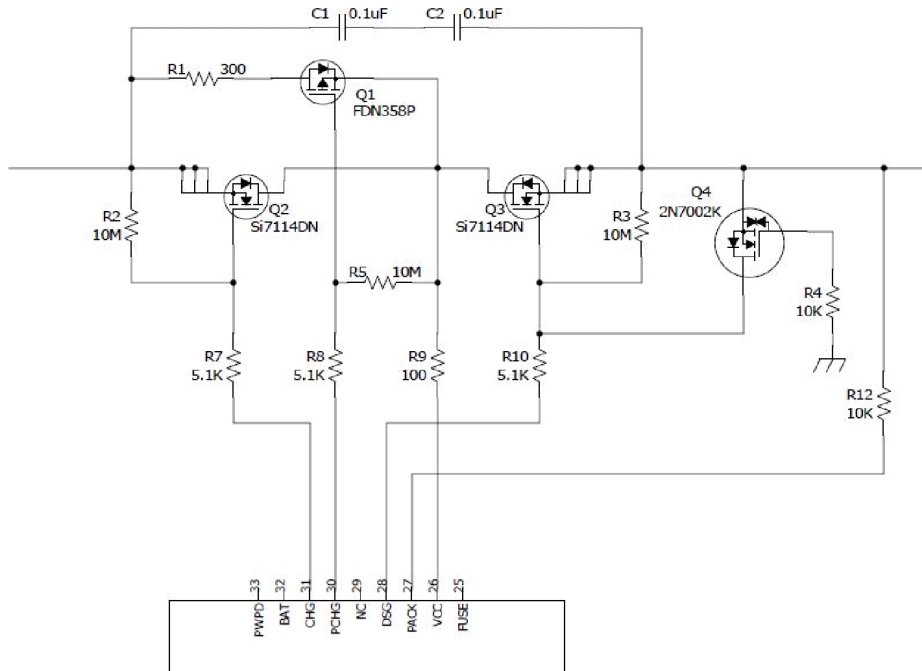 C1 0.1uF C2 0.1uF
R1 300
Q1
FDN358P
Q2
Si7114DN
Q3
Si7114DN
Q4
2N7002K
R2
10M
R3
10M
R5 10M
R4
10K
R7
5.1K
R8
5.1K
R9
100
R10
5.1K
R12
10K
33 32 31 30 29 28 27 26 25
PWPD BAT CHG PCHG NC DSG PACK VCC FUSE